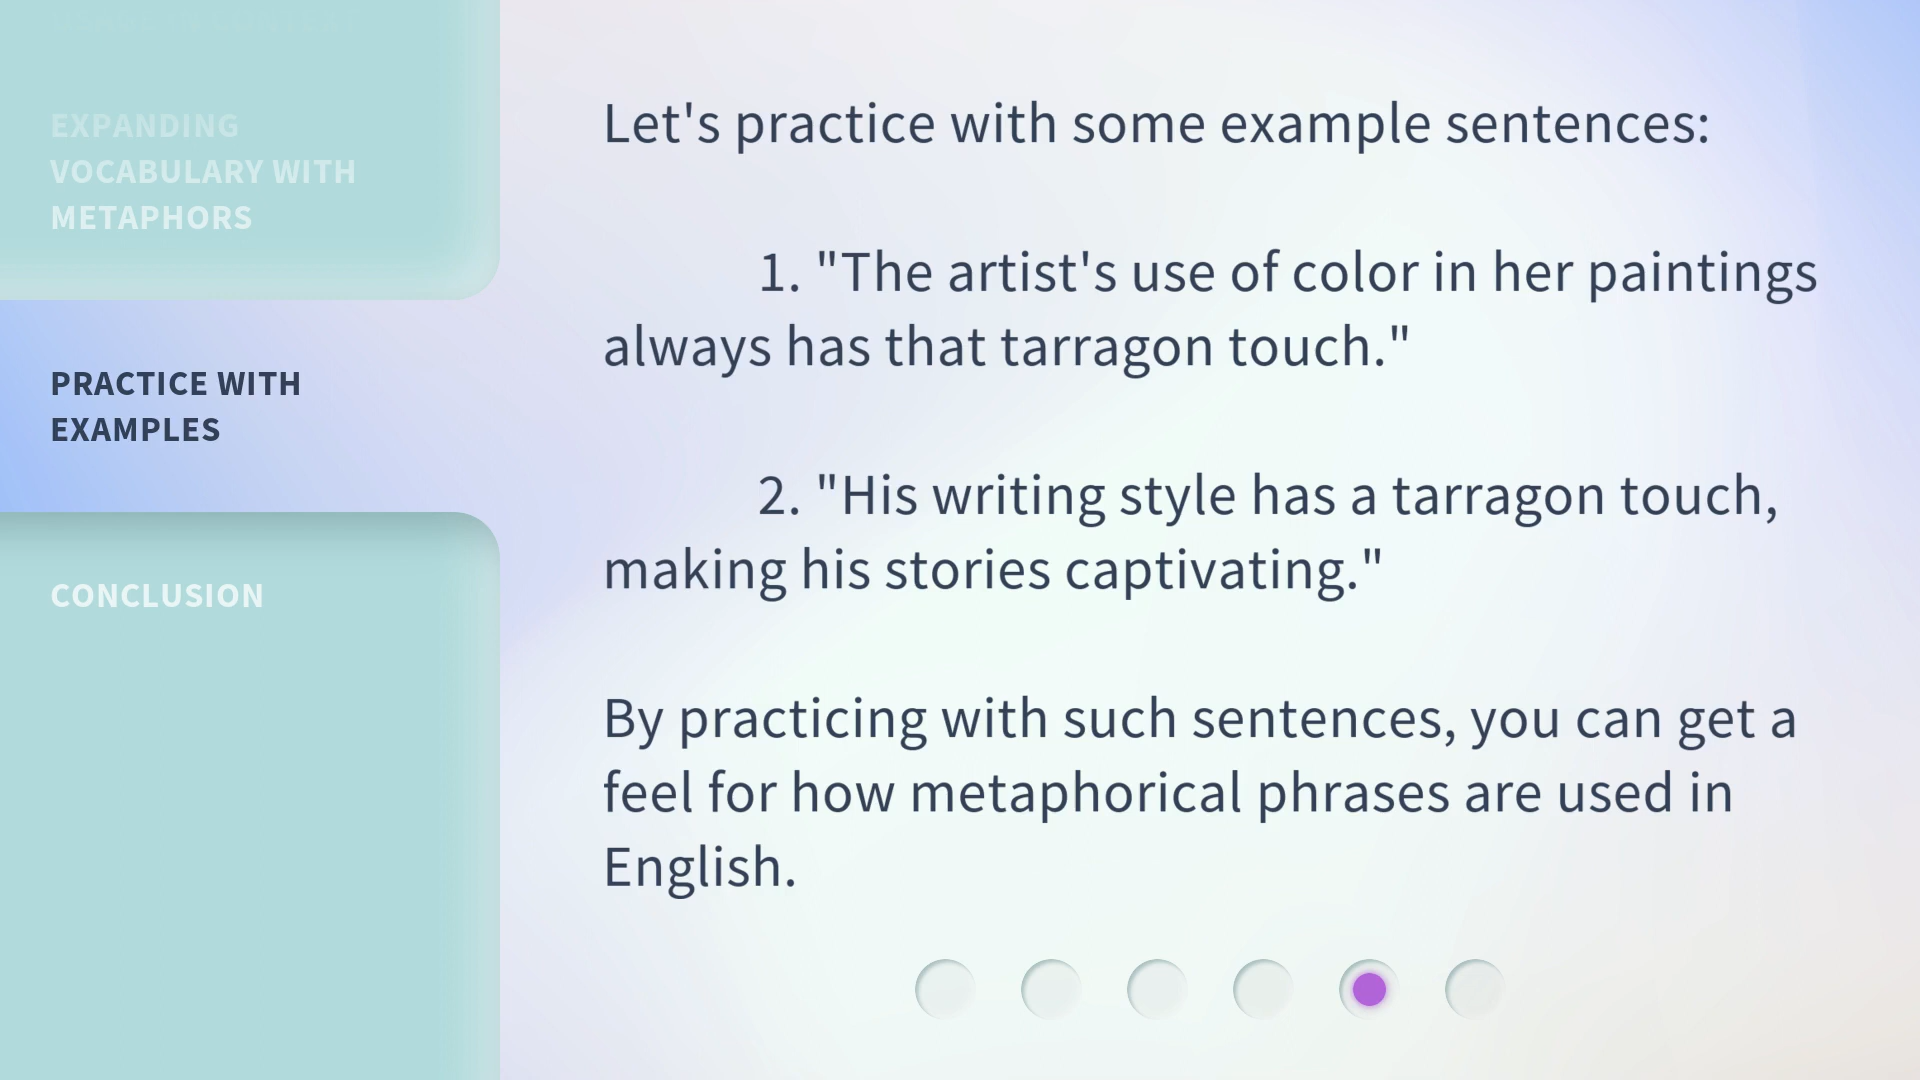 EXPANDING
VOCABULARY WITH
METAPHORS
PRACTICE WITH
EXAMPLES
CONCLUSION
Let's practice with some example sentences:
1. "The artist's use of color in her paintings
always has that tarragon touch."
2. "His writing style has a tarragon touch,
making his stories captivating."
By practicing with such sentences, you can get a
feel for how metaphorical phrases are used in
English.